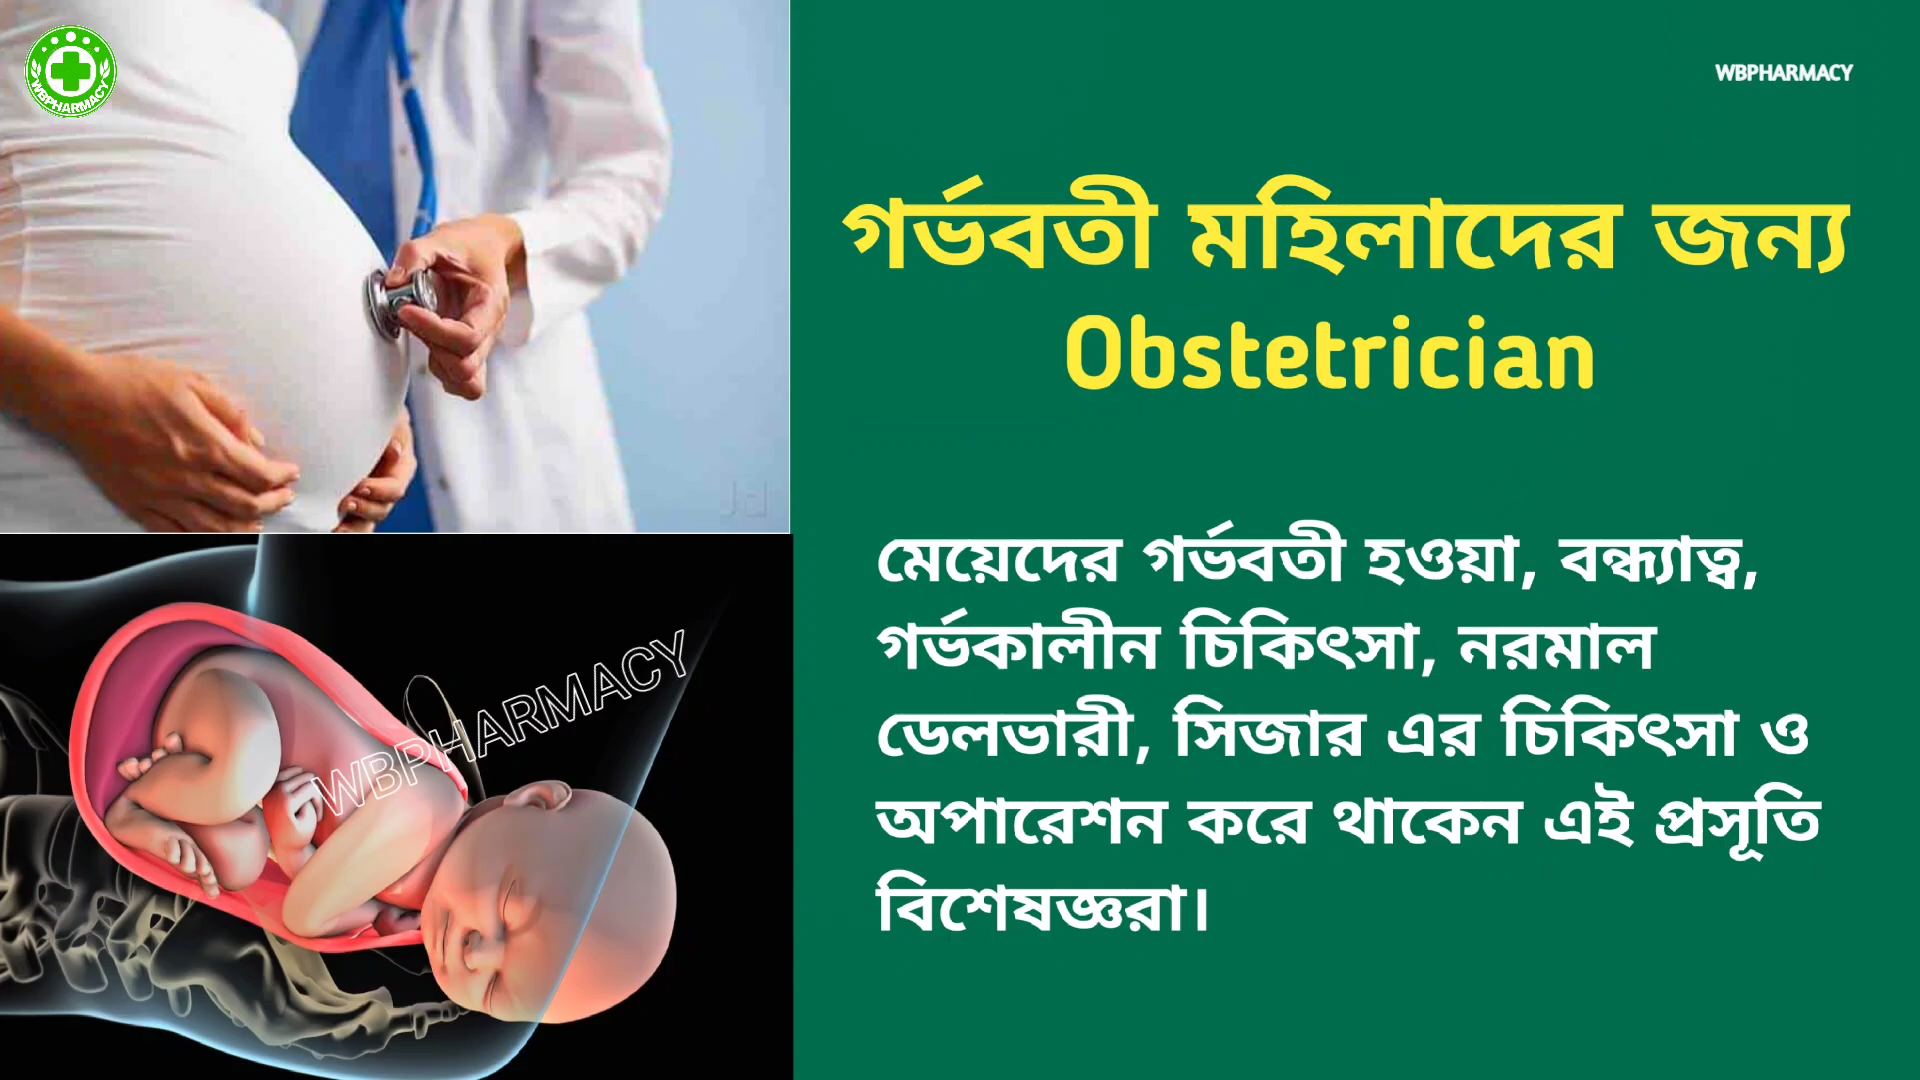 WBPHARMACY
WBPHARMACY
গর্ভবতী মহিলাদের জন্য
Obstetrician
মেয়েদের গর্ভবতী হওয়া, বন্ধ্যাত্ব,
গর্ভকালীন চিকিৎসা, নরমাল
ডেলভারী, সিজার এর চিকিৎসা ও
অপারেশন করে থাকেন এই প্রসূতি
বিশেষজ্ঞরা।
Jd
WBPHARMACY